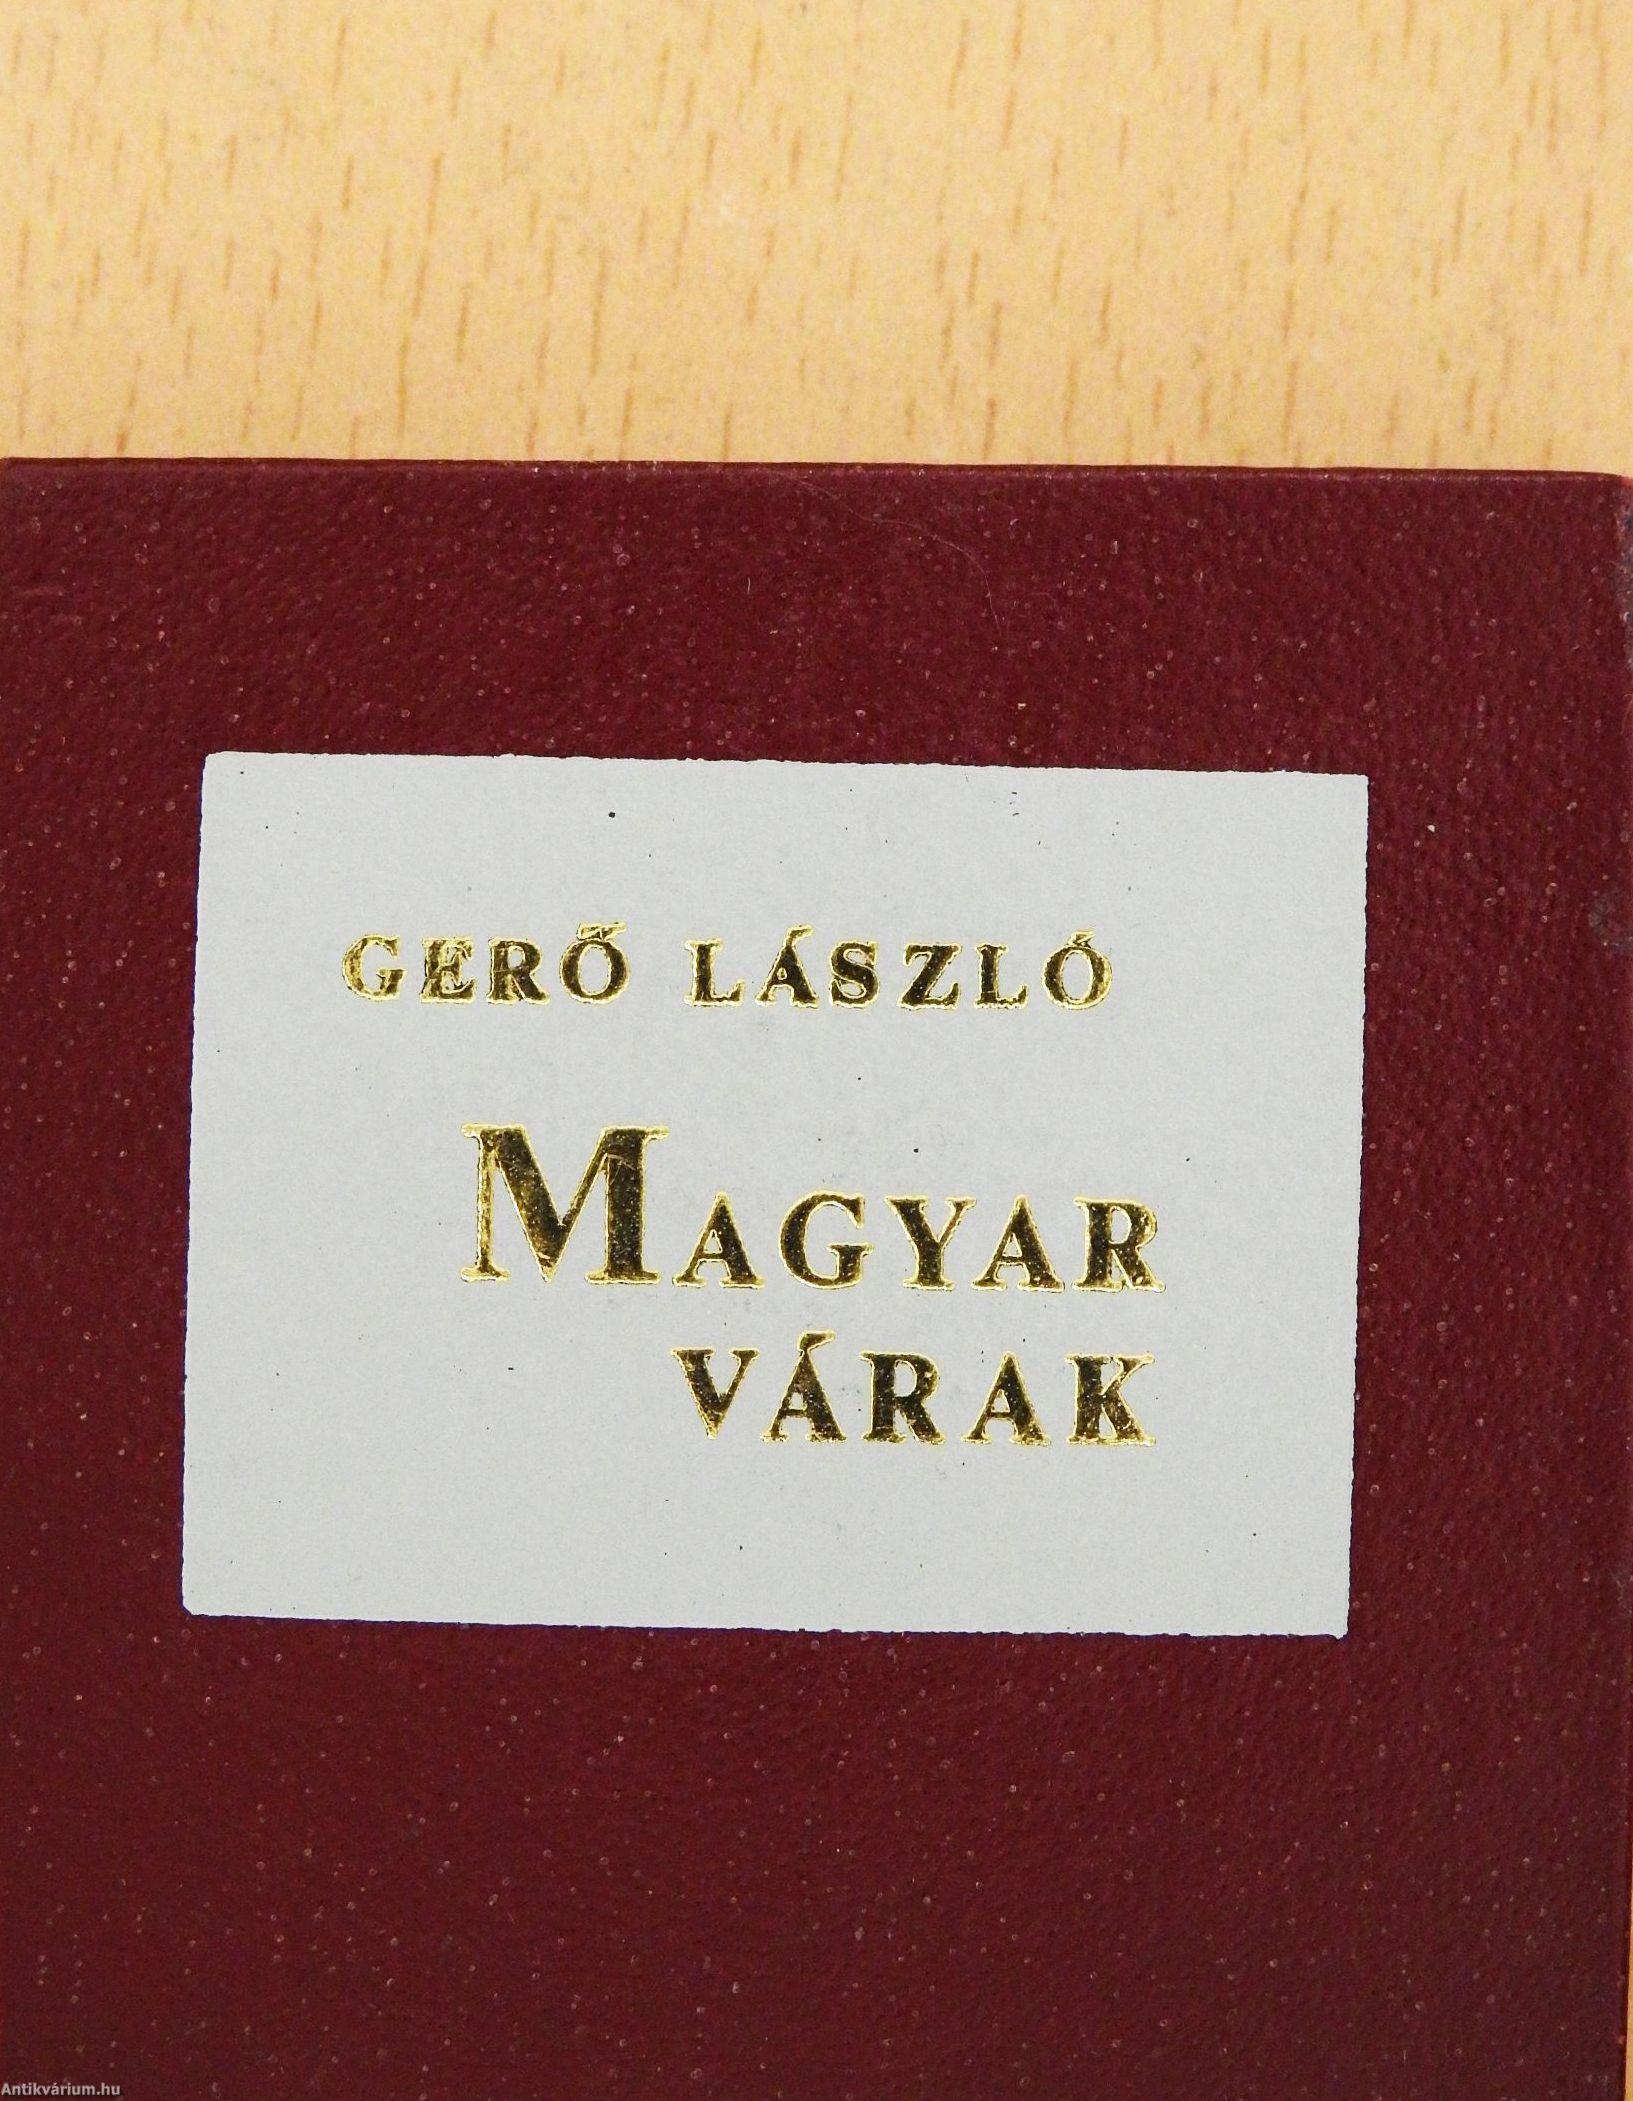 GERŐ LÁSZLÓ
MAGYAR
VÁRAK
Antikvárium.hu